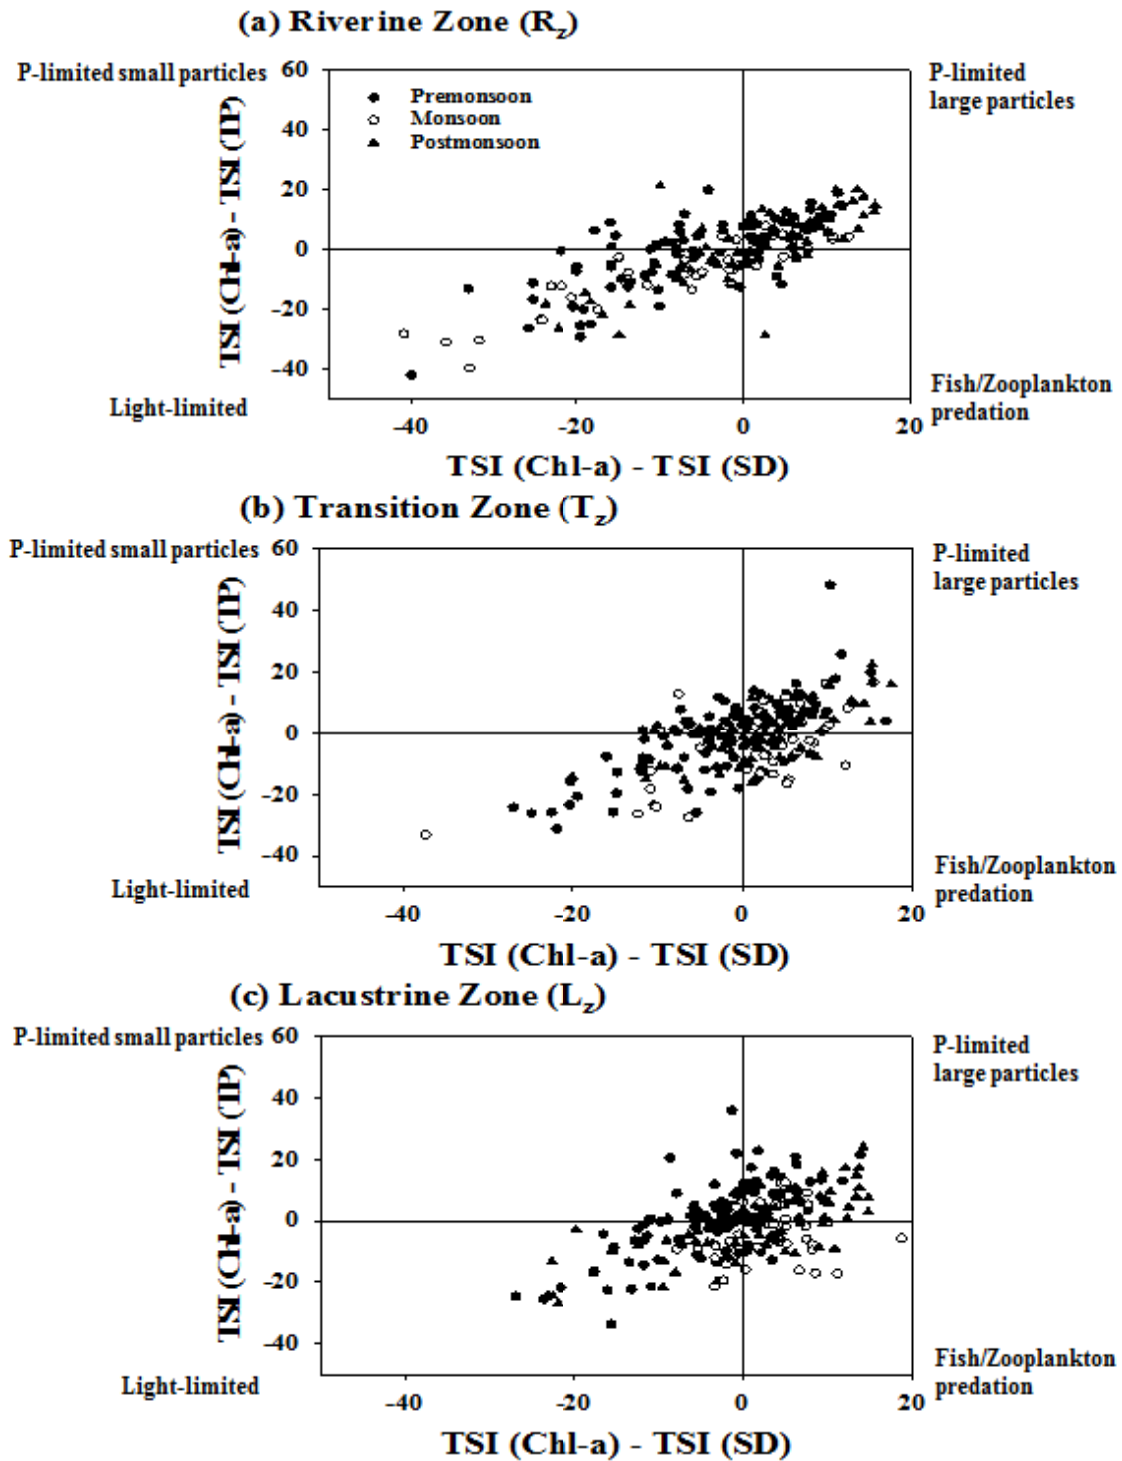 (a) Riverine Zone (Rz)
P-limited small particles
60
P-limited
large particles
Premonsoon
Monsoon
Postmonsoon
40
20
0
-20
-40
TSI (Chl-a) - TSI (TP)
Light-limited
Fish/Zooplankton
predation
-40 -20 0 20
TSI (Chl-a) - TSI (SD)
(b) Transition Zone (Tz)
P-limited small particles
60
P-limited
large particles
40
20
0
-20
-40
TSI (Chl-a) - TSI (TP)
Light-limited
Fish/Zooplankton
predation
-40 -20 0 20
TSI (Chl-a) - TSI (SD)
(c) Lacustrine Zone (Lz)
P-limited small particles
60
P-limited
large particles
40
20
0
-20
-40
TSI (Chl-a) - TSI (TP)
Light-limited
Fish/Zooplankton
predation
-40 -20 0 20
TSI (Chl-a) - TSI (SD)